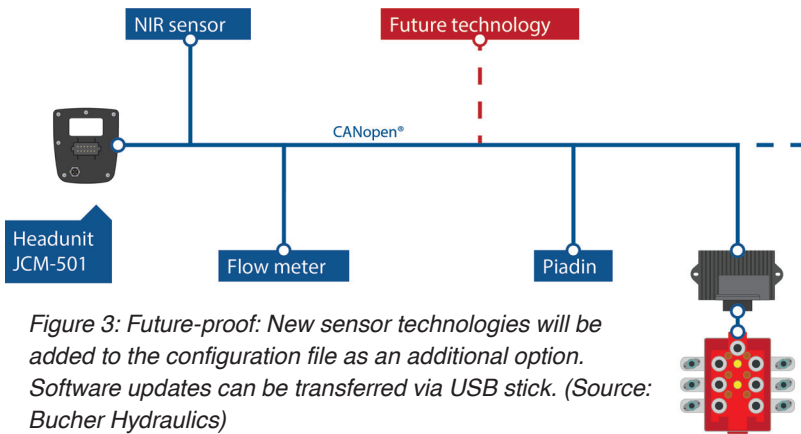 NIR sensor
Future technology
CANopen®
Headunit
JCM-501
Flow meter
Piadin
Figure 3: Future-proof: New sensor technologies will be
added to the configuration file as an additional option.
Software updates can be transferred via USB stick. (Source:
Bucher Hydraulics)